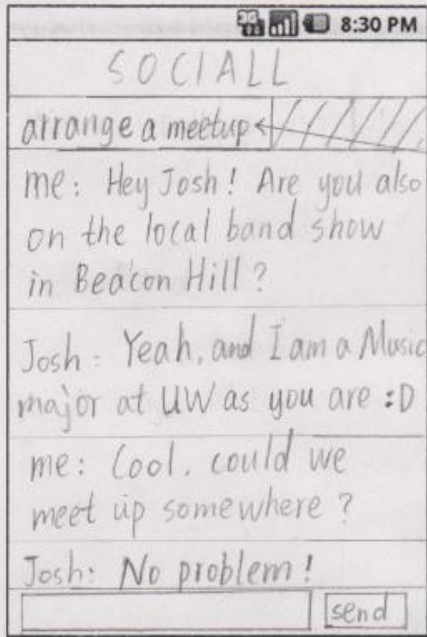 3G 8:30 PM
SOCIALL
arrange a meetup
me: Hey Josh! Are you also
on the local band show
in Beacon Hill?
Josh: Yeah, and I am a Music
major at UW as you are :D
me: Cool. could we
meet up somewhere?
Josh: No problem!
send